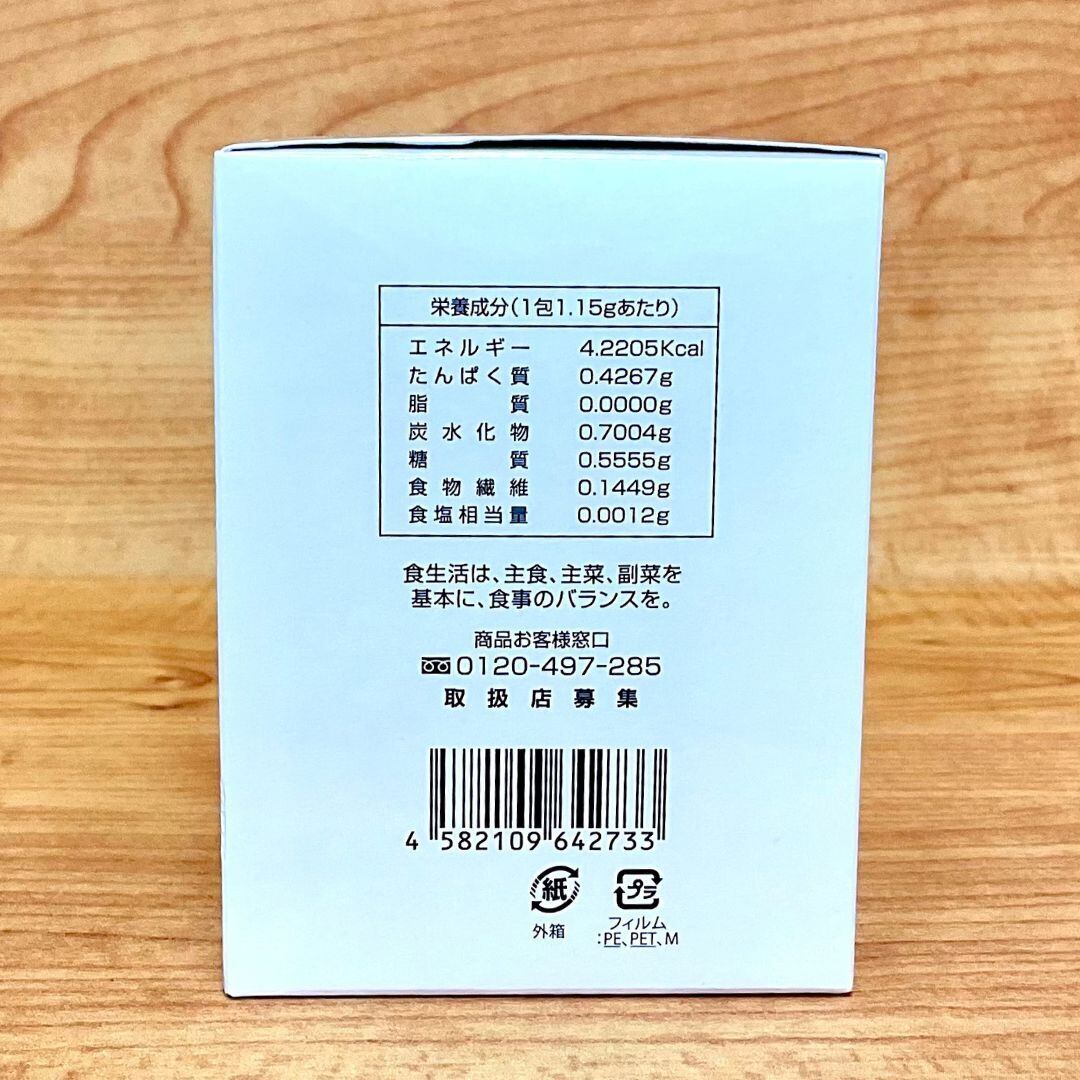 栄養成分(1包1.15gあたり)
エネルギー 4.2205Kcal
たんぱく質 0.4267g
脂質 0.0000g
炭水化物 0.7004g
糖質 0.5555g
食物繊維 0.1449g
食塩相当量 0.0012g
食生活は、主食、主菜、副菜を
基本に、食事のバランスを。
商品お客様窓口
0120-497-285
取扱店募集
4 582109 642733
紙 プラ
外箱 フィルム
:PE、PET、M